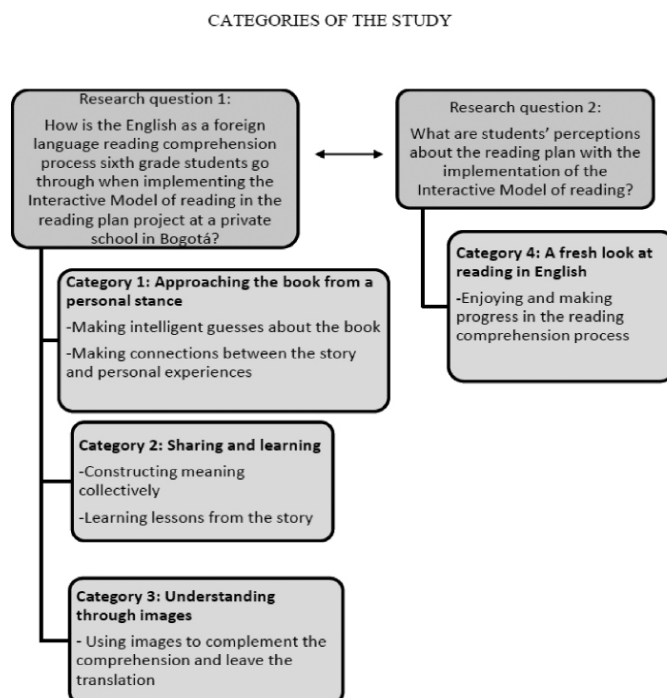 CATEGORIES OF THE STUDY
Research question 1:
How is the English as a foreign
language reading comprehension
process sixth grade students go
through when implementing the
Interactive Model of reading in the
reading plan project at a private
school in Bogotá?
Category 1: Approaching the book from a
personal stance
-Making intelligent guesses about the book
-Making connections between the story
and personal experiences
Category 2: Sharing and learning
-Constructing meaning
collectively
-Learning lessons from the story
Category 3: Understanding
through images
- Using images to complement the
comprehension and leave the
translation
Research question 2:
What are students’ perceptions
about the reading plan with the
implementation of the
Interactive Model of reading?
Category 4: A fresh look at
reading in English
-Enjoying and making
progress in the reading
comprehension process